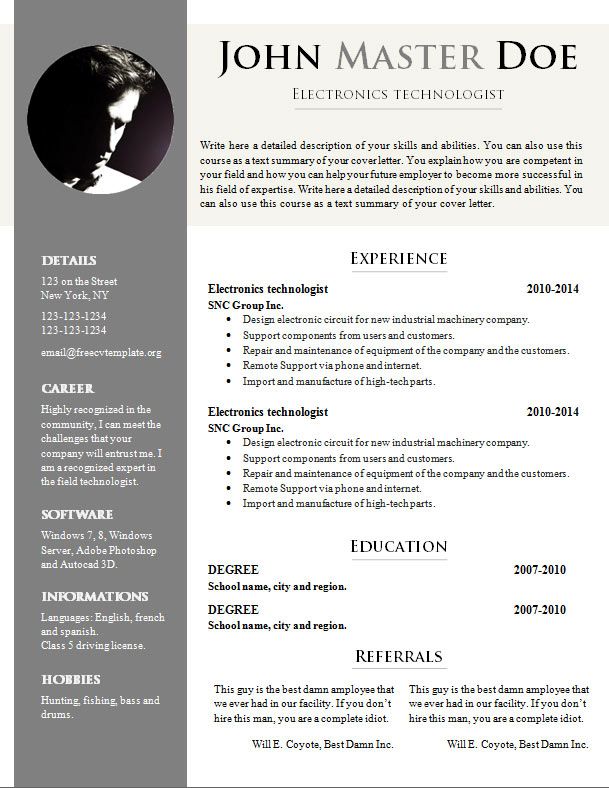 JOHN MASTER DOE
ELECTRONICS TECHNOLOGIST
Write here a detailed description of your skills and abilities. You can also use this
course as a text summary of your cover letter. You explain how you are competent in
your field and how you can help your future employer to become more successful in
his field of expertise. Write here a detailed description of your skills and abilities. You
can also use this course as a text summary of your cover letter.
DETAILS
123 on the Street
New York, NY
123-123-1234
123-123-1234
email@freecvtemplate.org
CAREER
Highly recognized in the
community, I can meet the
challenges that your
company will entrust me. I
am a recognized expert in
the field technologist.
SOFTWARE
Windows 7, 8, Windows
Server, Adobe Photoshop
and Autocad 3D.
INFORMATIONS
Languages: English, french
and spanish.
Class 5 driving license.
HOBBIES
Hunting, fishing, bass and
drums.
EXPERIENCE
Electronics technologist 2010-2014
SNC Group Inc.
• Design electronic circuit for new industrial machinery company.
• Support components from users and customers.
• Repair and maintenance of equipment of the company and the customers.
• Remote Support via phone and internet.
• Import and manufacture of high-tech parts.
Electronics technologist 2010-2014
SNC Group Inc.
• Design electronic circuit for new industrial machinery company.
• Support components from users and customers.
• Repair and maintenance of equipment of the company and the customers.
• Remote Support via phone and internet.
• Import and manufacture of high-tech parts.
EDUCATION
DEGREE 2007-2010
School name, city and region.
DEGREE 2007-2010
School name, city and region.
REFERRALS
This guy is the best damn amployee that
we ever had in our facility. If you don't
hire this man, you are a complete idiot.
Will E. Coyote, Best Damn Inc.
This guy is the best damn amployee that
we ever had in our facility. If you don't
hire this man, you are a complete idiot.
Will E. Coyote, Best Damn Inc.